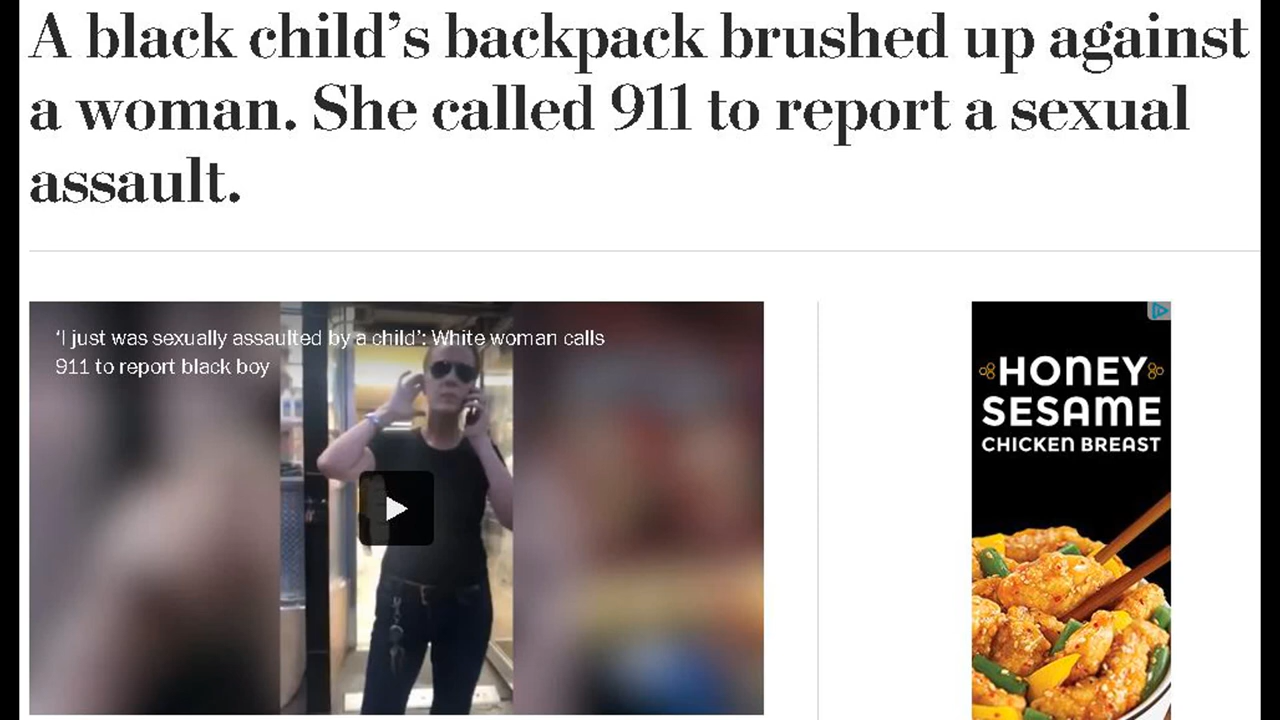 A black child’s backpack brushed up against
a woman. She called 911 to report a sexual
assault.
‘I just was sexually assaulted by a child’: White woman calls
911 to report black boy
HONEY
SESAME
CHICKEN BREAST